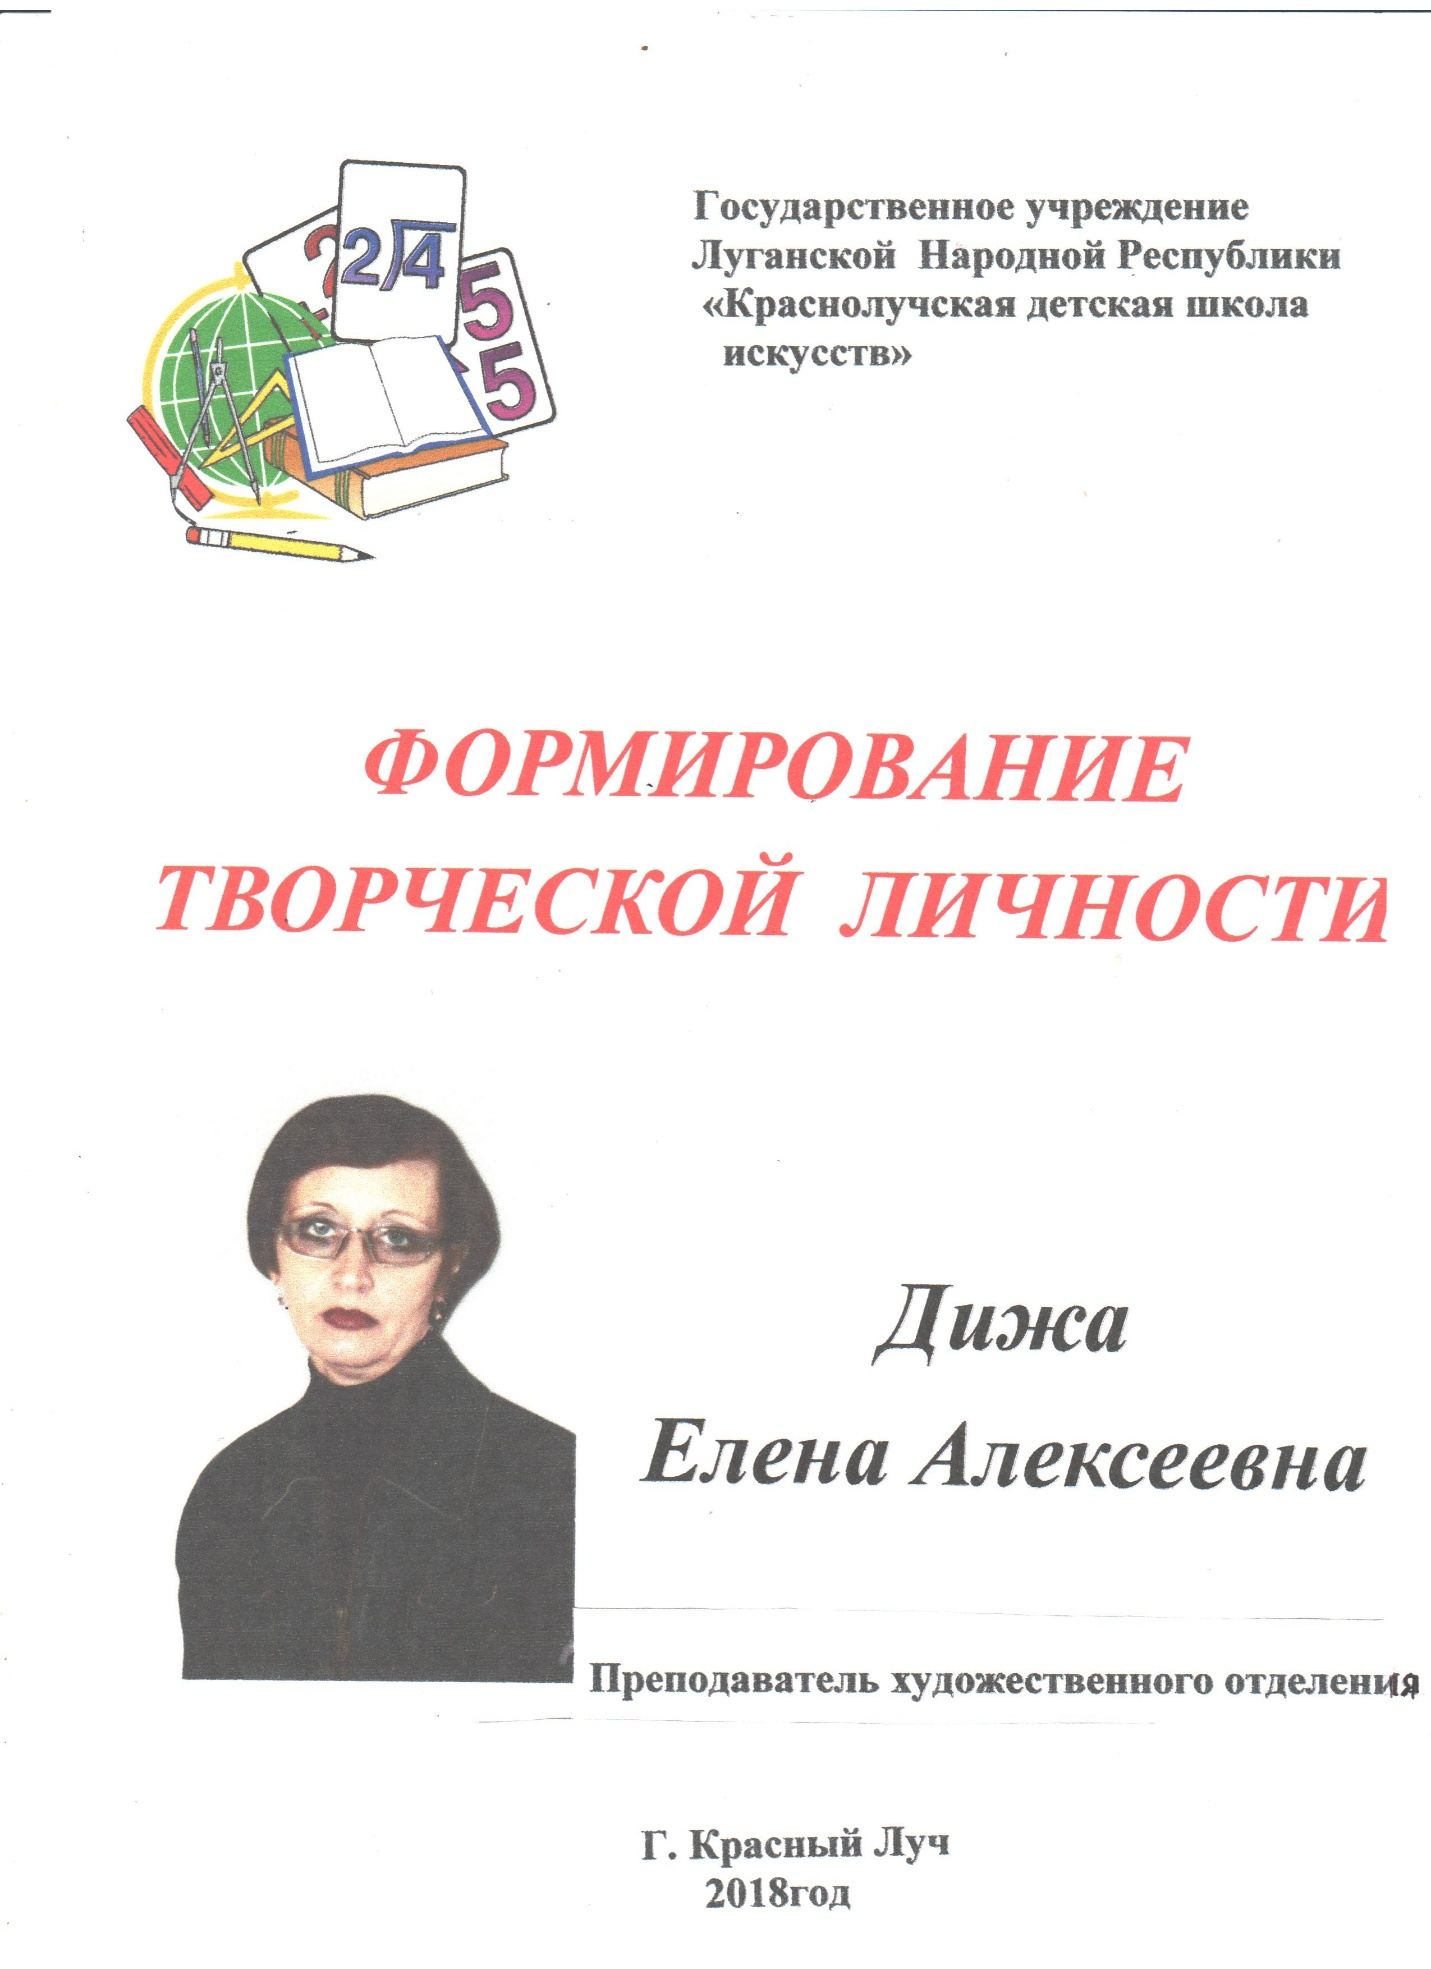 2 4
5
5
Государственное учреждение
Луганской Народной Республики
«Краснолучская детская школа
искусств»
ФОРМИРОВАНИЕ
ТВОРЧЕСКОЙ ЛИЧНОСТИ
Дижа
Елена Алексеевна
Преподаватель художественного отделения
Г. Красный Луч
2018год